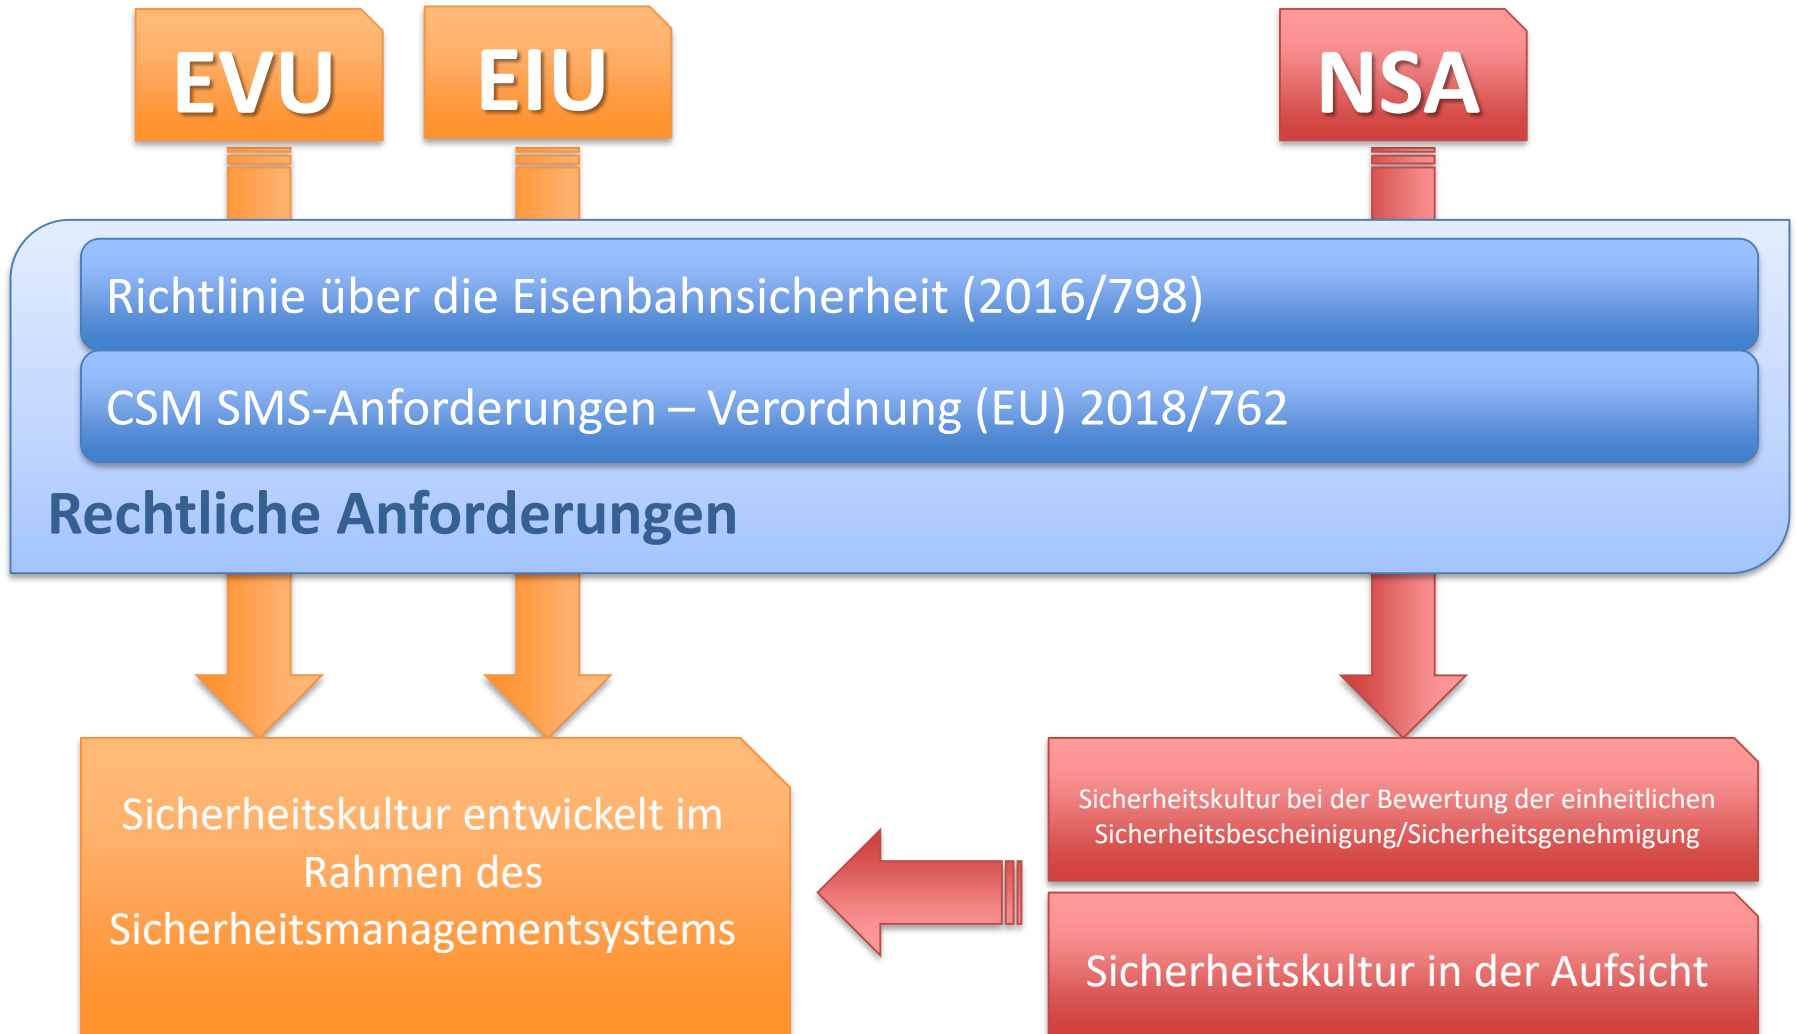 EVU
EIU
NSA
Richtlinie über die Eisenbahnsicherheit (2016/798)
CSM SMS-Anforderungen – Verordnung (EU) 2018/762
Rechtliche Anforderungen
Sicherheitskultur entwickelt im
Rahmen des
Sicherheitsmanagementsystems
Sicherheitskultur bei der Bewertung der einheitlichen
Sicherheitsbescheinigung/Sicherheitsgenehmigung
Sicherheitskultur in der Aufsicht